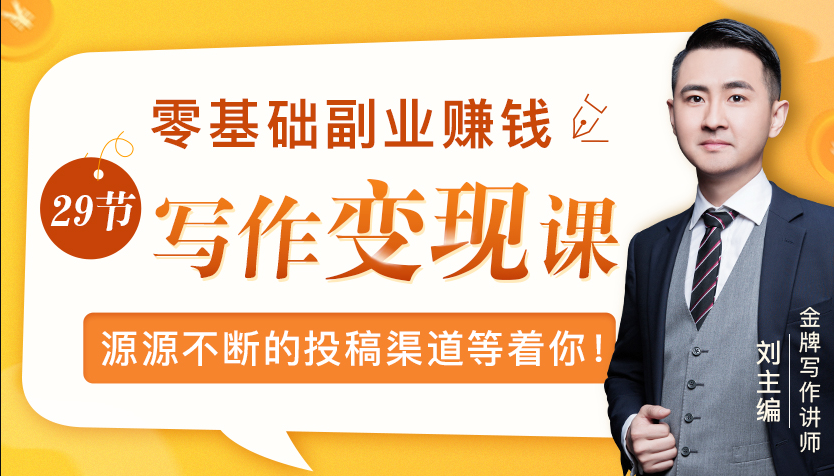 零基础副业赚钱
29节
写作变现课
源源不断的投稿渠道等着你！
刘主编
金牌写作讲师